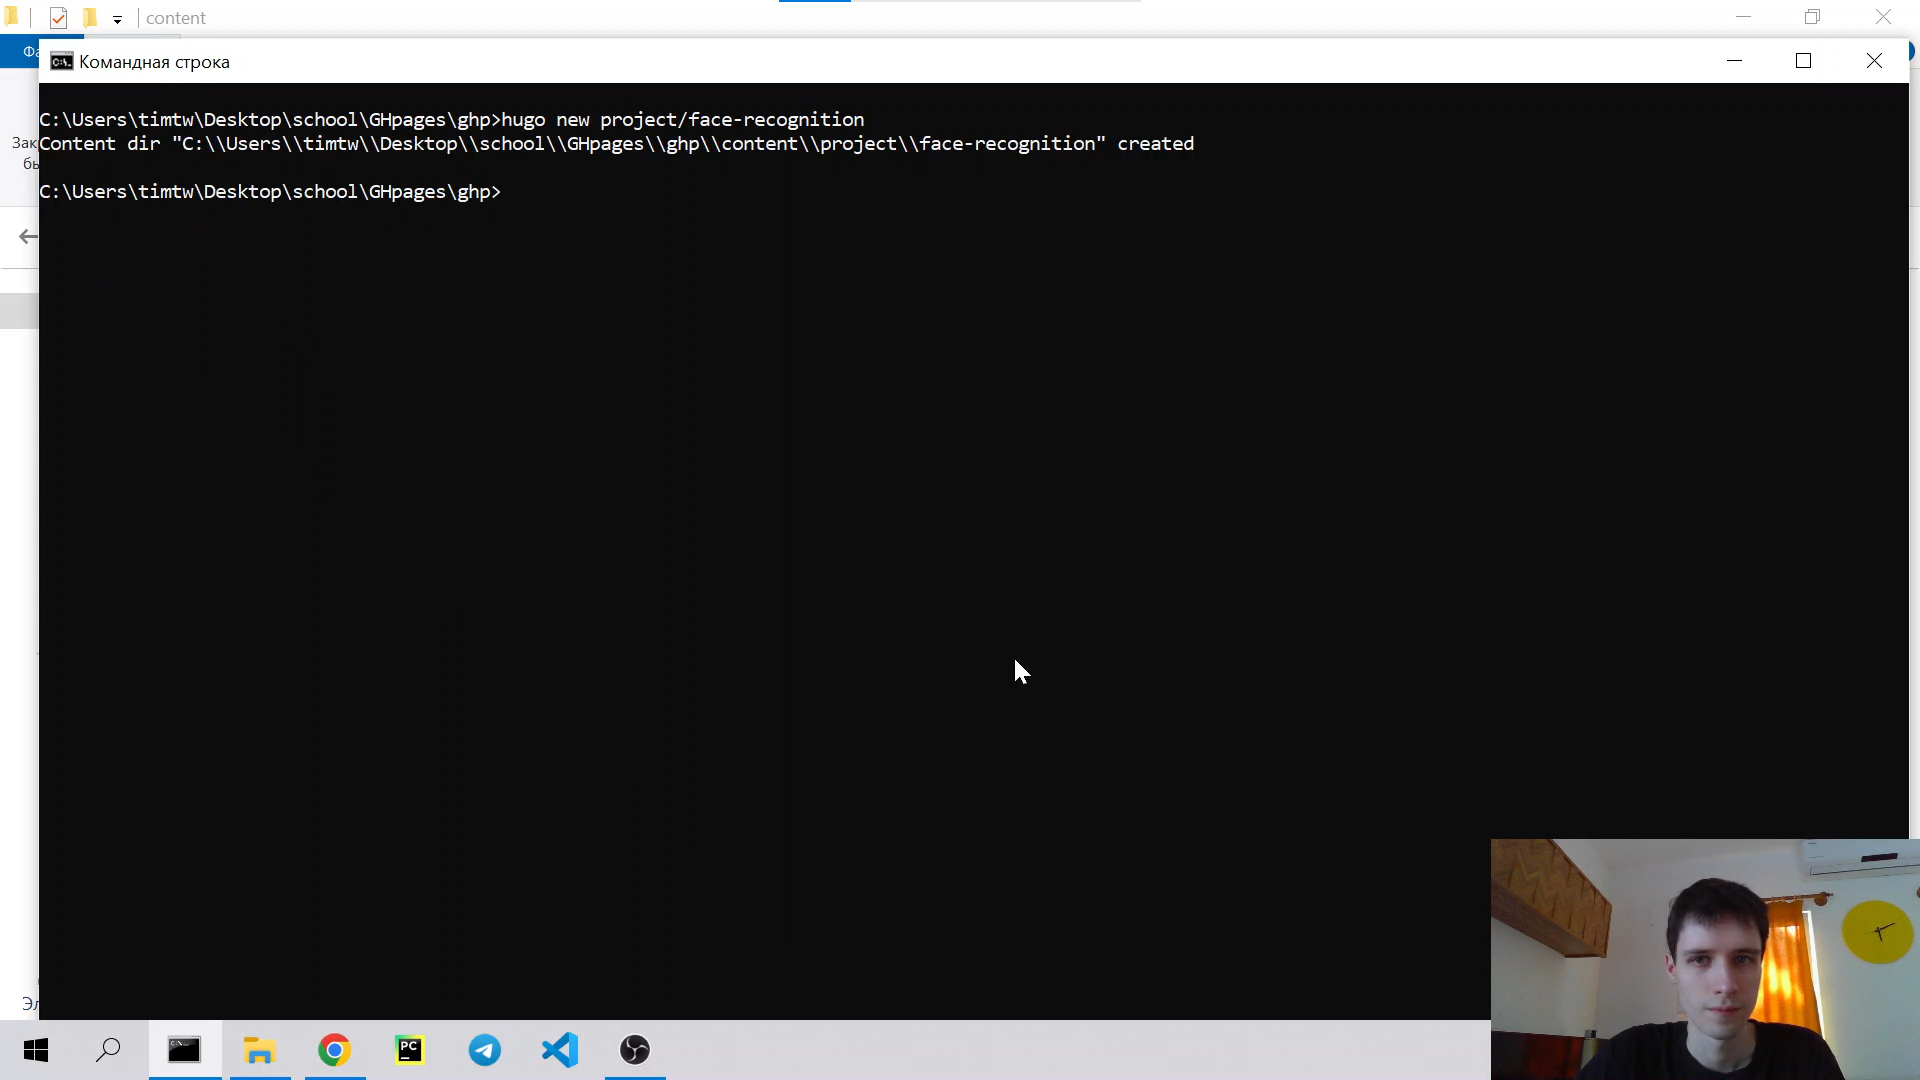 content
Фа
Командная строка
C:\Users\timtw\Desktop\school\GHpages\ghp>hugo new project/face-recognition
Content dir "C:\\Users\\timtw\\Desktop\\school\\GHpages\\ghp\\content\\project\\face-recognition" created
Зак
бы
C:\Users\timtw\Desktop\school\GHpages\ghp>
Эл
PC